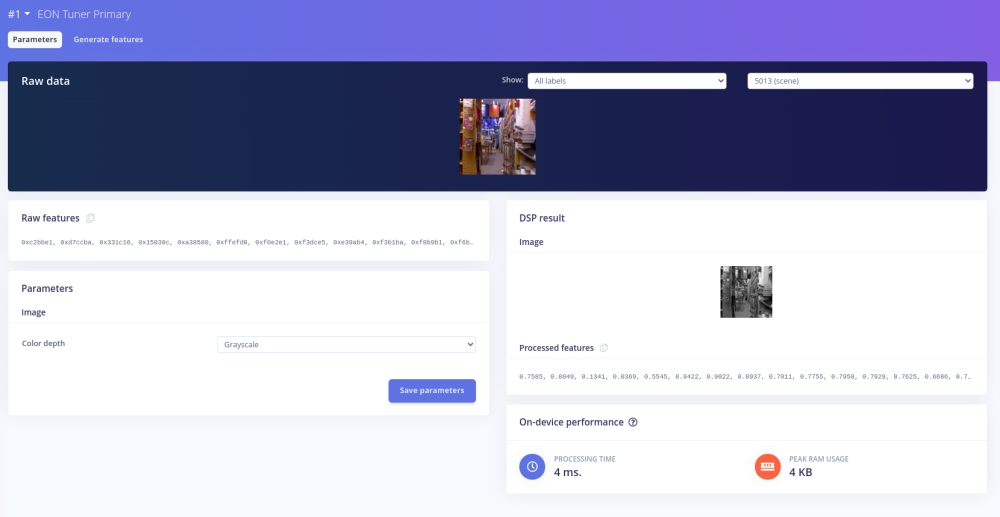 #1 EON Tuner Primary
Parameters Generate features
Raw data
Show: All labels 5013 (scene)
Raw features
0xc2bbe1, 0xd7ccba, 0x331c16, 0x15030c, 0xa38580, 0xffefd8, 0xf0e2e1, 0xf3dce5, 0xe39ab4, 0xf3b1ba, 0xf8b9b1, 0xf6b…
Parameters
Image
Color depth Grayscale
Save parameters
DSP result
Image
Processed features
0.7585, 0.8049, 0.1341, 0.0369, 0.5545, 0.9422, 0.9022, 0.8937, 0.7011, 0.7755, 0.7958, 0.7929, 0.7625, 0.6686, 0.7…
On-device performance
PROCESSING TIME
4 ms.
PEAK RAM USAGE
4 KB